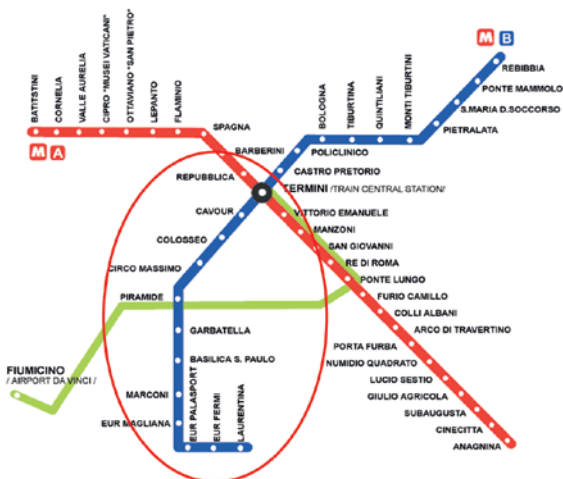 M B
REBIBBIA
PONTE MAMMOLO
S.MARIA D.SOCCORSO
PIETRALATA
MONTI TIBURTINI
QUINTILIANI
TIBURTINA
BOLOGNA
POLICLINICO
CASTRO PRETORIO
TERMINI /TRAIN CENTRAL STATION/
BATITSTINI
CORNELIA
VALLE AURELIA
CIPRO "MUSEI VATICANI"
OTTAVIANO "SAN PIETRO"
LEPANTO
FLAMINIO
M A
SPAGNA
BARBERINI
REPUBBLICA
VITTORIO EMANUELE
MANZONI
SAN GIOVANNI
RE DI ROMA
PONTE LUNGO
FURIO CAMILLO
COLLI ALBANI
ARCO DI TRAVERTINO
PORTA FURBA
NUMIDIO QUADRATO
LUCIO SESTIO
GIULIO AGRICOLA
SUBAUGUSTA
CINECITTA
ANAGNINA
CAVOUR
COLOSSEO
CIRCO MASSIMO
PIRAMIDE
GARBATELLA
BASILICA S. PAULO
MARCONI
EUR MAGLIANA
EUR PALASPORT
EUR FERMI
LAURENTINA
FIUMICINO
/ AIRPORT DA VINCI /